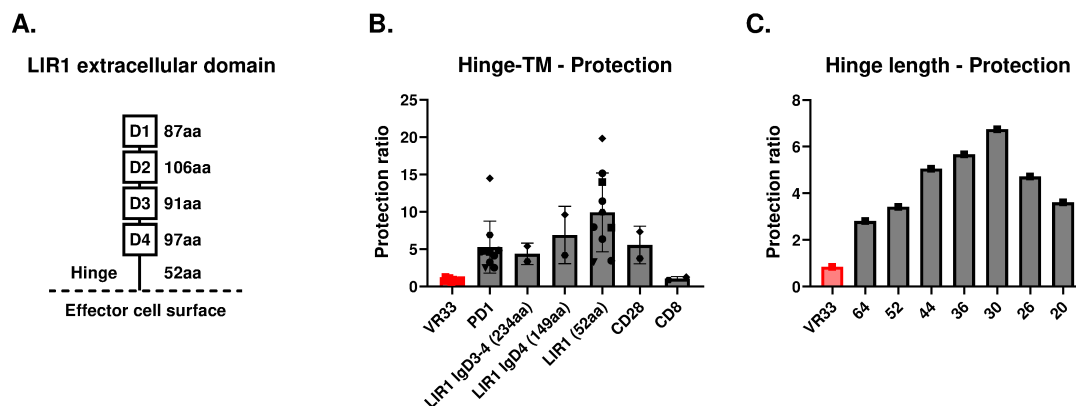 A.
LIR1 extracellular domain
D1 87aa
D2 106aa
D3 91aa
D4 97aa
Hinge 52aa
Effector cell surface
B.
Hinge-TM - Protection
Protection ratio
25
20
15
10
5
0
VR33
PD1
LIR1 IgD3-4 (234aa)
LIR1 IgD4 (149aa)
LIR1 (52aa)
CD28
CD8
C.
Hinge length - Protection
Protection ratio
8
6
4
2
0
VR33
64
52
44
36
30
26
20